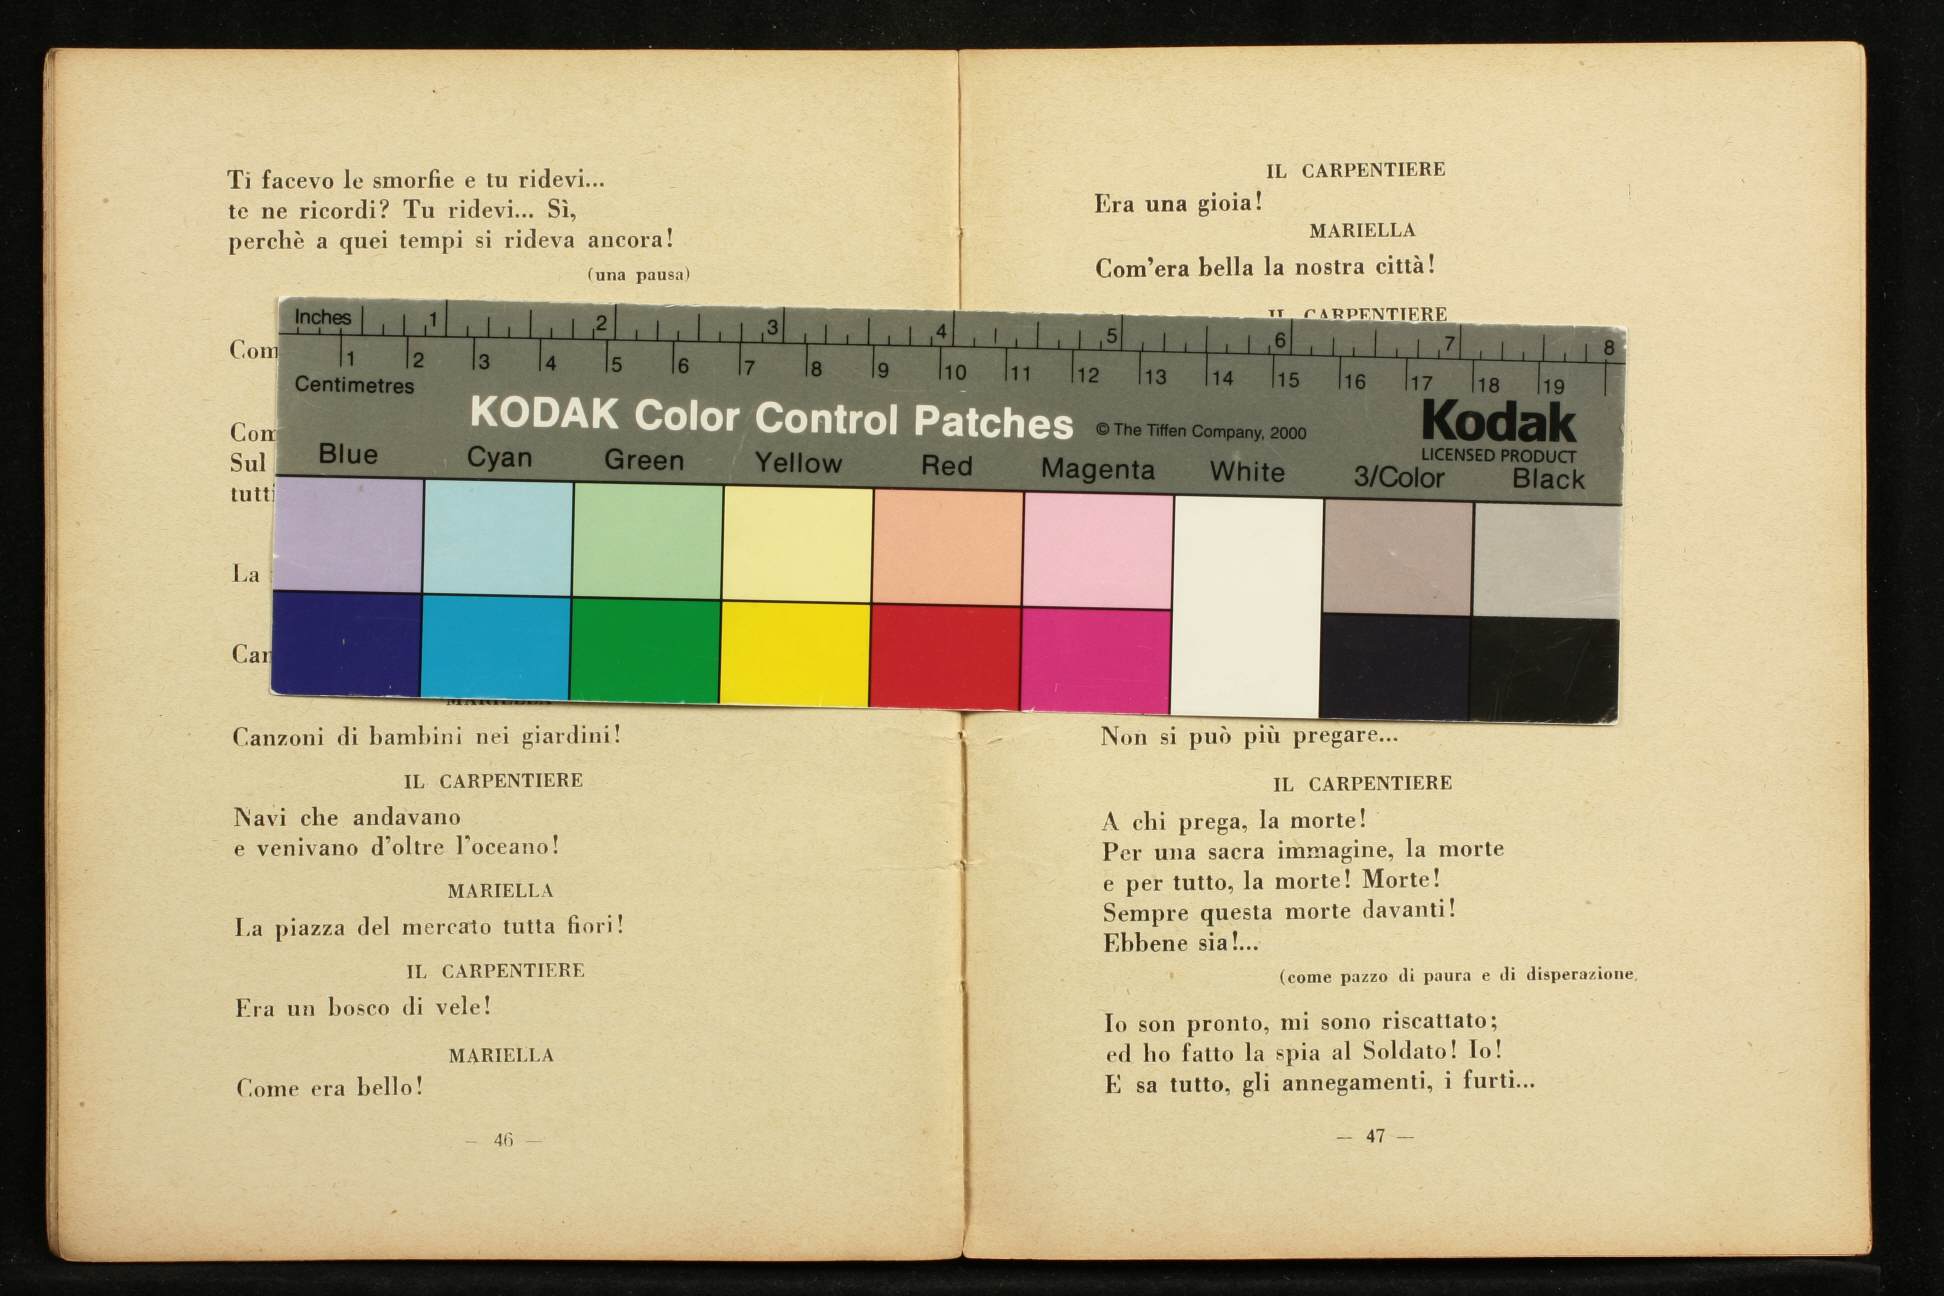 Ti facevo le smorfie e tu ridevi...
te ne ricordi? Tu ridevi... Sì,
perchè a quei tempi si rideva ancora!
(una pausa)
Sul
La
Canzoni di bambini nei giardini!
IL CARPENTIERE
Navi che andavano
e venivano d'oltre l'oceano!
MARIELLA
La piazza del mercato tutta fiori!
IL CARPENTIERE
Era un bosco di vele!
MARIELLA
Come era bello!
— 46 —
IL CARPENTIERE
Era una gioia!
MARIELLA
Com'era bella la nostra città!
IL CARPENTIERE
Inches 1 2 3 4 5 6 7 8
1 2 3 4 5 6 7 8 9 10 11 12 13 14 15 16 17 18 19
Centimetres
KODAK Color Control Patches © The Tiffen Company, 2000
Kodak
LICENSED PRODUCT
Blue Cyan Green Yellow Red Magenta White 3/Color Black
Non si può più pregare...
IL CARPENTIERE
A chi prega, la morte!
Per una sacra immagine, la morte
e per tutto, la morte! Morte!
Sempre questa morte davanti!
Ebbene sia!...
(come pazzo di paura e di disperazione,
Io son pronto, mi sono riscattato;
ed ho fatto la spia al Soldato! Io!
E sa tutto, gli annegamenti, i furti...
— 47 —